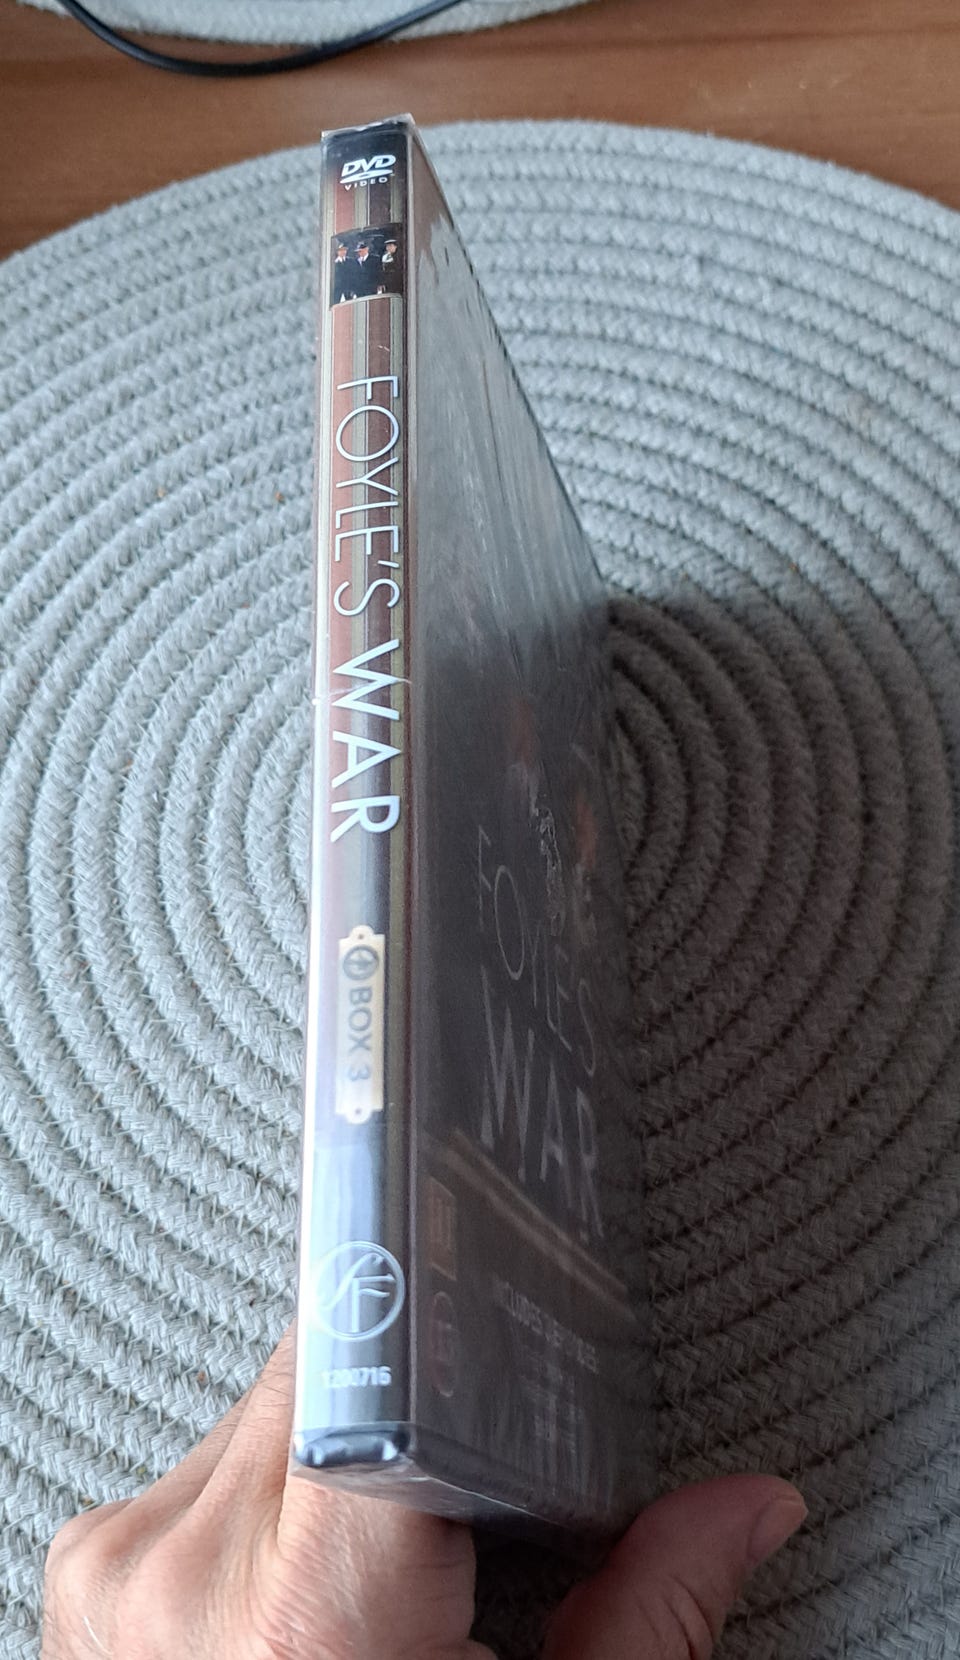 DVD
VIDEO
FOYLE'S WAR
BOX 3
SF
1200716
FOYLE'S
WAR